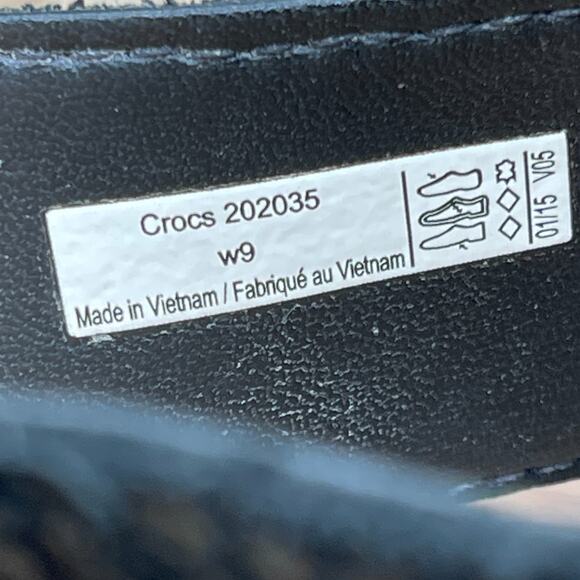 Crocs 202035
w9
Made in Vietnam / Fabriqué au Vietnam
01/15 V05